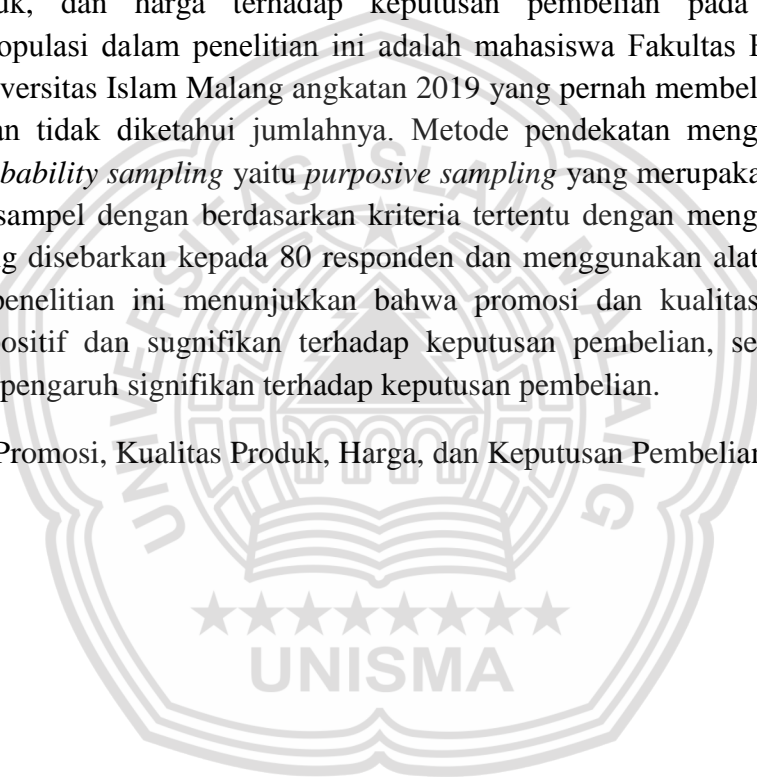 uk, dan harga terhadap keputusan pembelian pada
opulasi dalam penelitian ini adalah mahasiswa Fakultas
iversitas Islam Malang angkatan 2019 yang pernah membel
an tidak diketahui jumlahnya. Metode pendekatan meng
bability sampling yaitu purposive sampling yang merupaka
sampel dengan berdasarkan kriteria tertentu dengan meng
g disebarkan kepada 80 responden dan menggunakan alat
penelitian ini menunjukkan bahwa promosi dan kualitas
ositif dan sugnifikan terhadap keputusan pembelian, se
pengaruh signifikan terhadap keputusan pembelian.
Promosi, Kualitas Produk, Harga, dan Keputusan Pembelian
UNIVERSITAS ISLAM MALANG
UNISMA